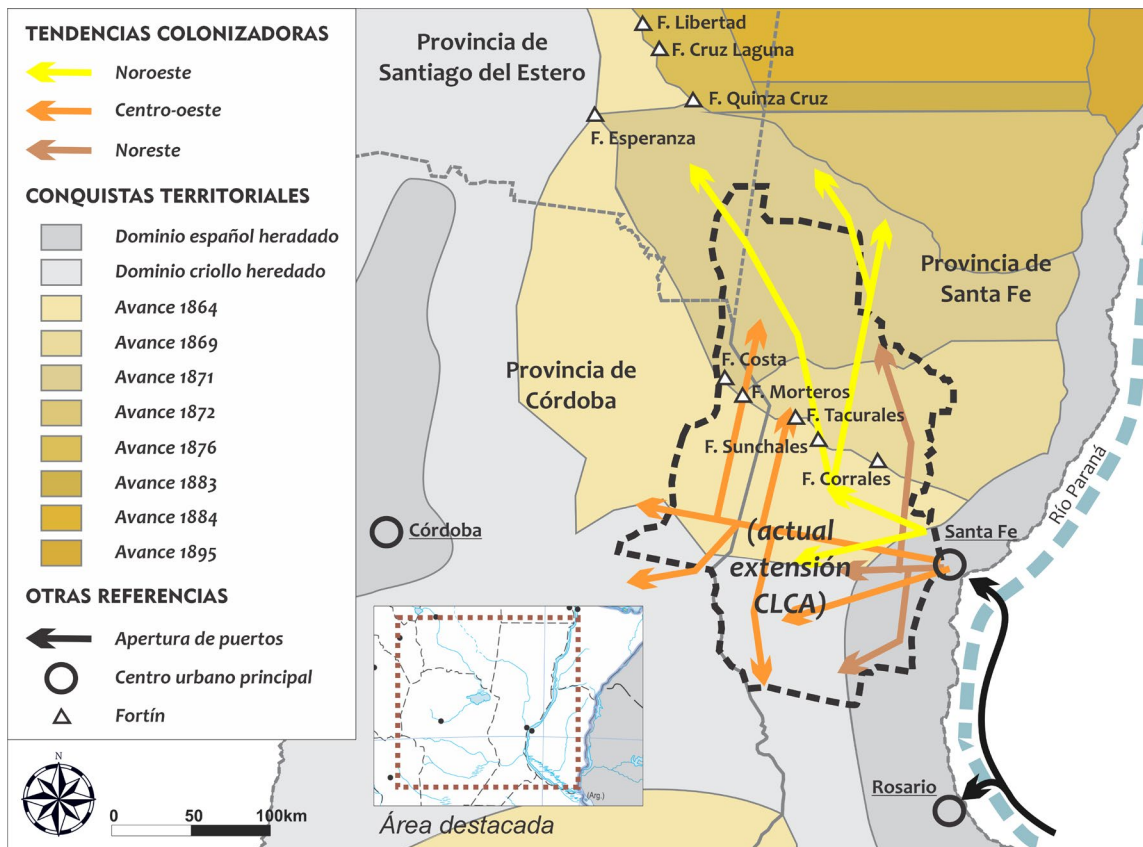 TENDENCIAS COLONIZADORAS
Noroeste
Centro-oeste
Noreste
CONQUISTAS TERRITORIALES
Dominio español heradado
Dominio criollo heredado
Avance 1864
Avance 1869
Avance 1871
Avance 1872
Avance 1876
Avance 1883
Avance 1884
Avance 1895
OTRAS REFERENCIAS
Apertura de puertos
Centro urbano principal
Fortín
N
0 50 100km
Provincia de
Santiago del Estero
F. Libertad
F. Cruz Laguna
F. Quinza Cruz
F. Esperanza
Provincia de
Santa Fe
Provincia de
Córdoba
F. Costa
F. Morteros
F. Tacurales
F. Sunchales
F. Corrales
Río Paraná
Córdoba
Santa Fe
(actual
extensión
CLCA)
Rosario
(Arg.)
Área destacada